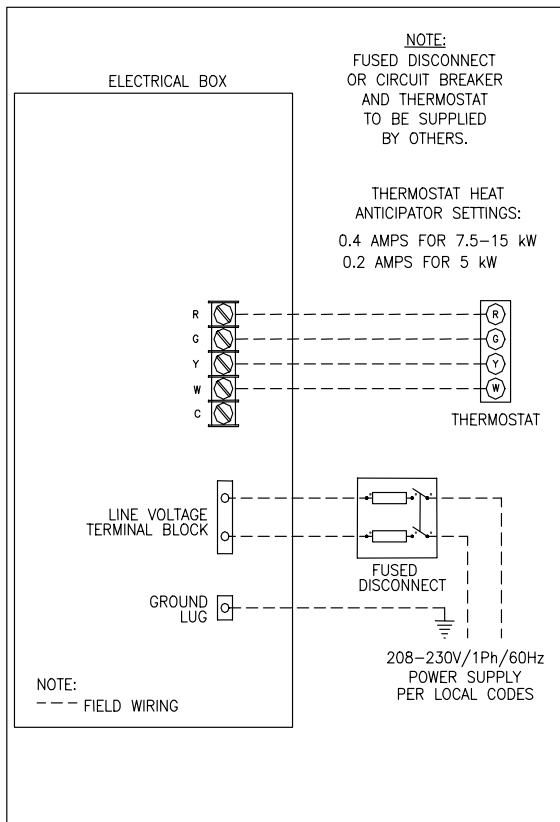 NOTE:
FUSED DISCONNECT
OR CIRCUIT BREAKER
AND THERMOSTAT
TO BE SUPPLIED
BY OTHERS.
ELECTRICAL BOX
THERMOSTAT HEAT
ANTICIPATOR SETTINGS:
0.4 AMPS FOR 7.5–15 kW
0.2 AMPS FOR 5 kW
R
G
Y
W
C
R
G
Y
W
THERMOSTAT
LINE VOLTAGE
TERMINAL BLOCK
FUSED
DISCONNECT
GROUND
LUG
208–230V/1Ph/60Hz
POWER SUPPLY
PER LOCAL CODES
NOTE:
FIELD WIRING